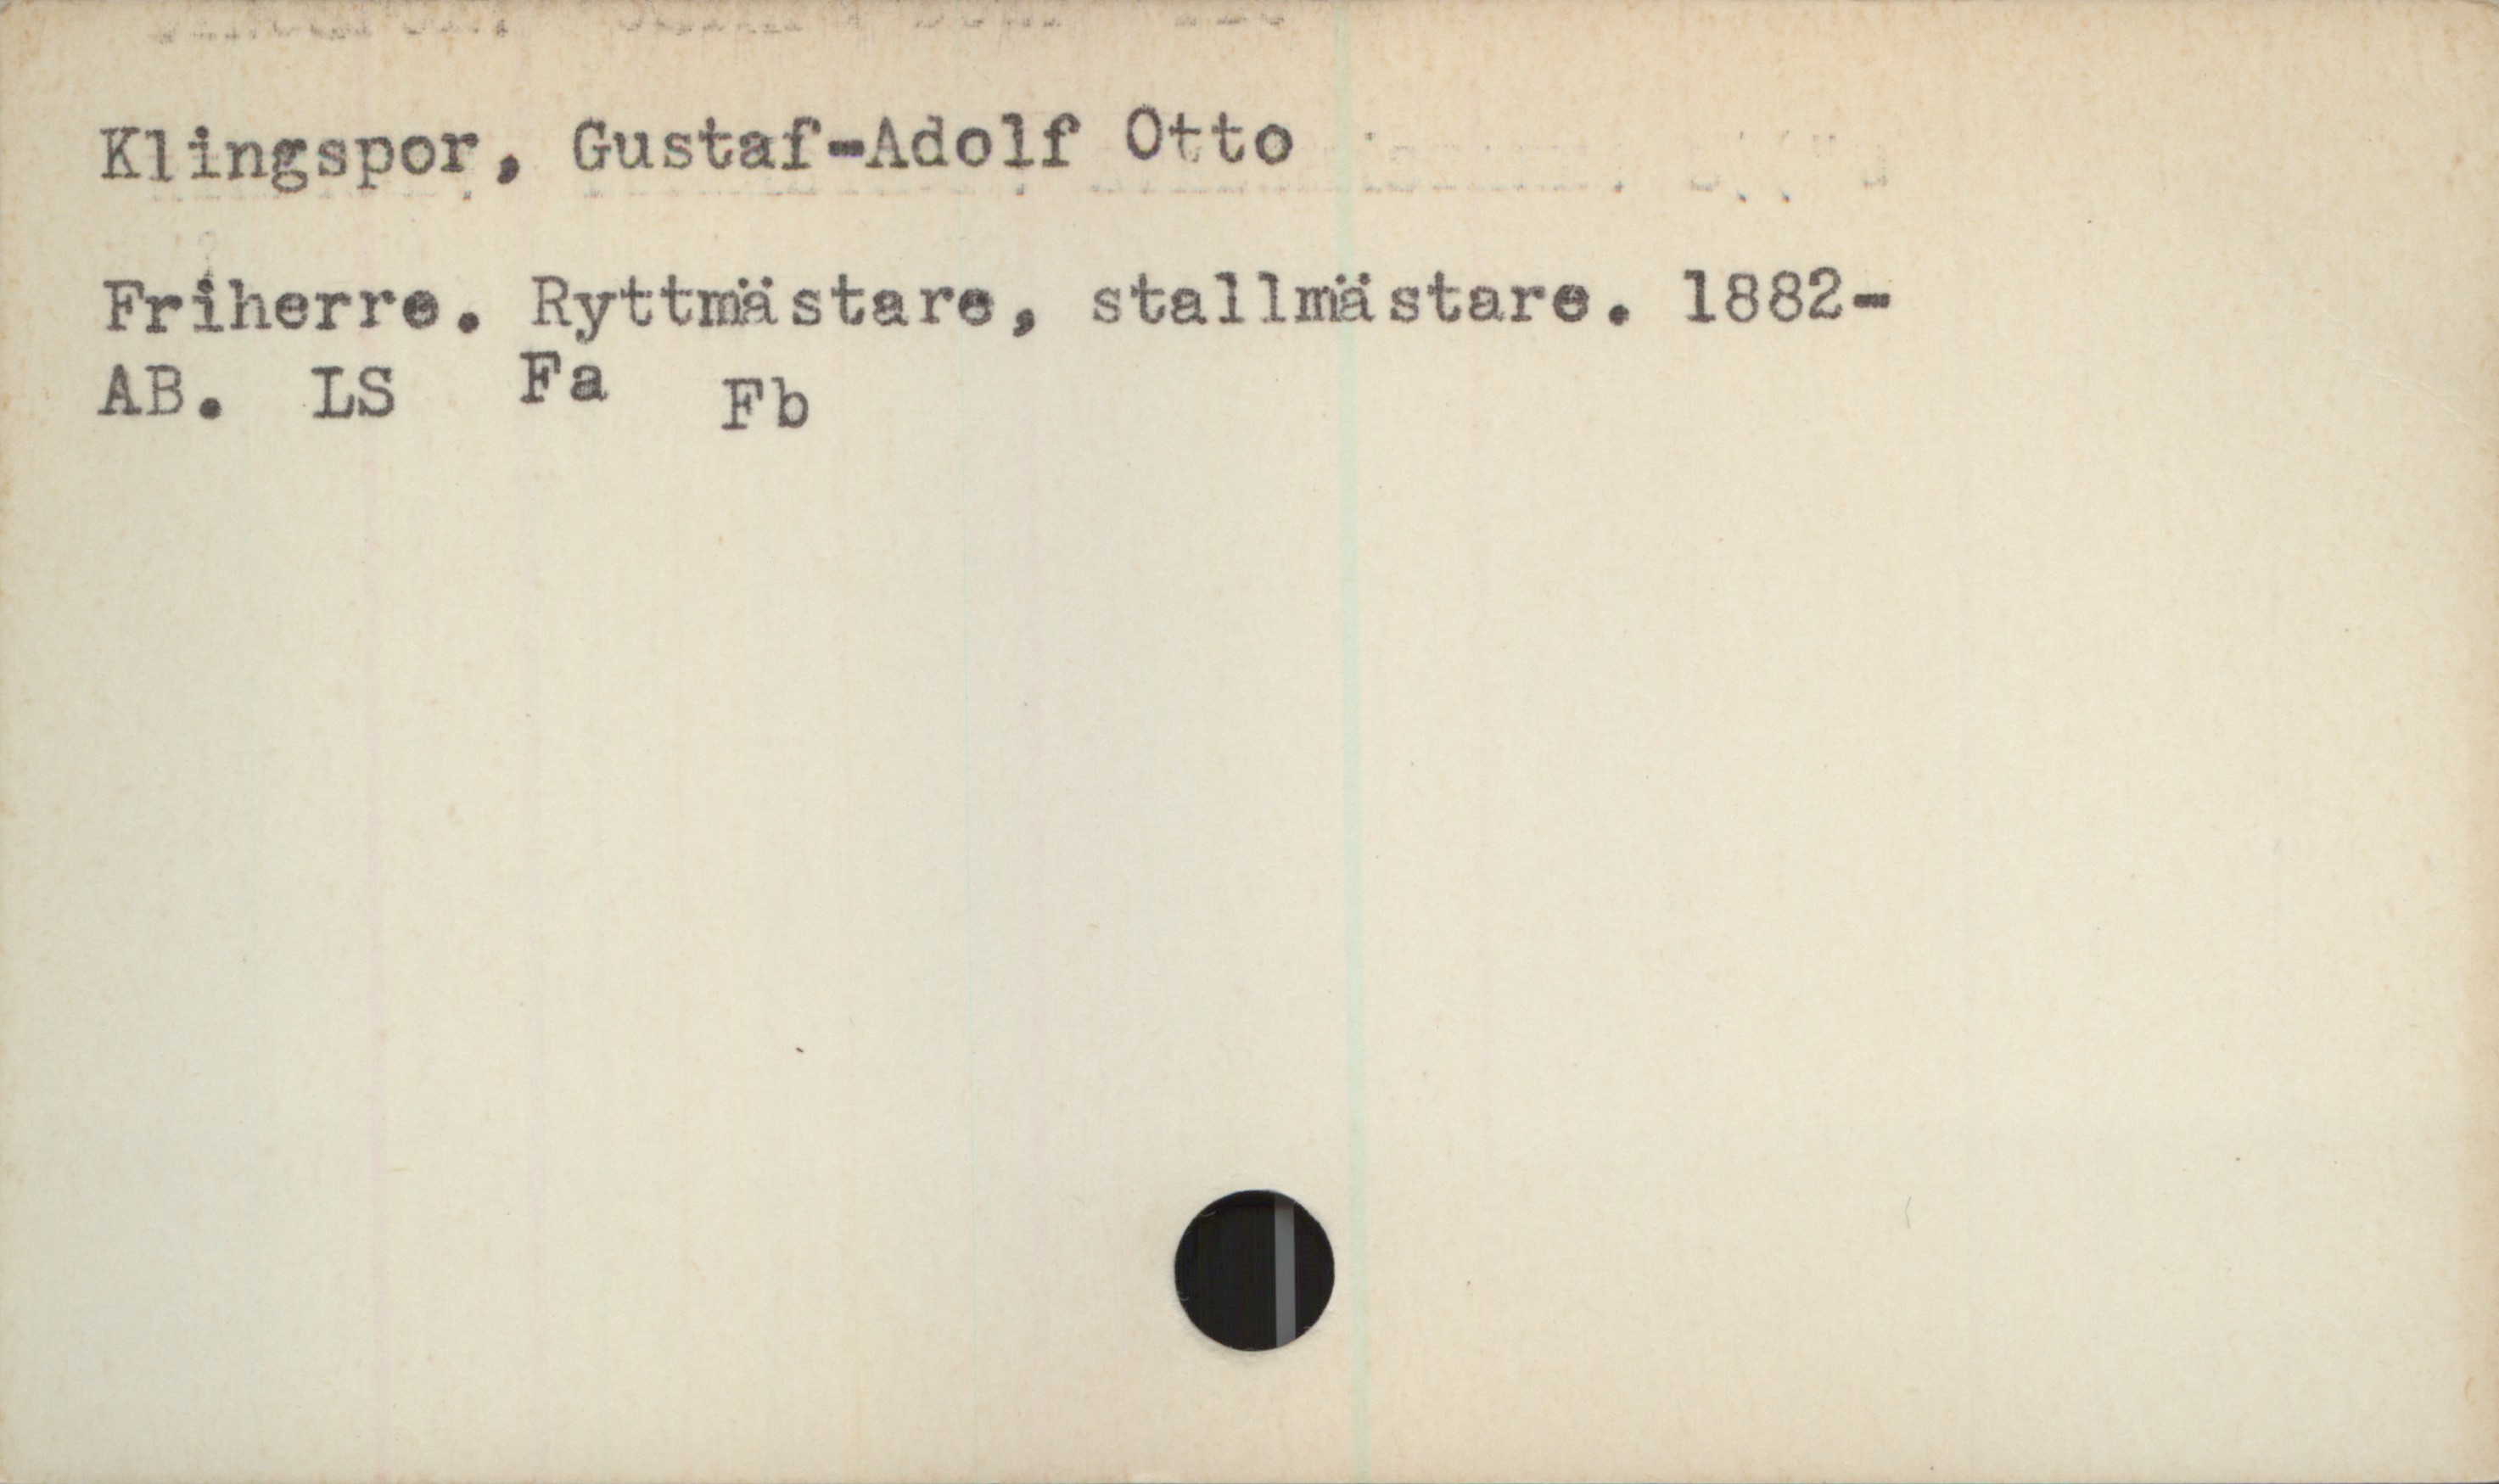 Klingspor, Gustaf-Adolf Otto
Friherre. Ryttmästare, stallmästare. 1882-
AB. LS Fa Fb